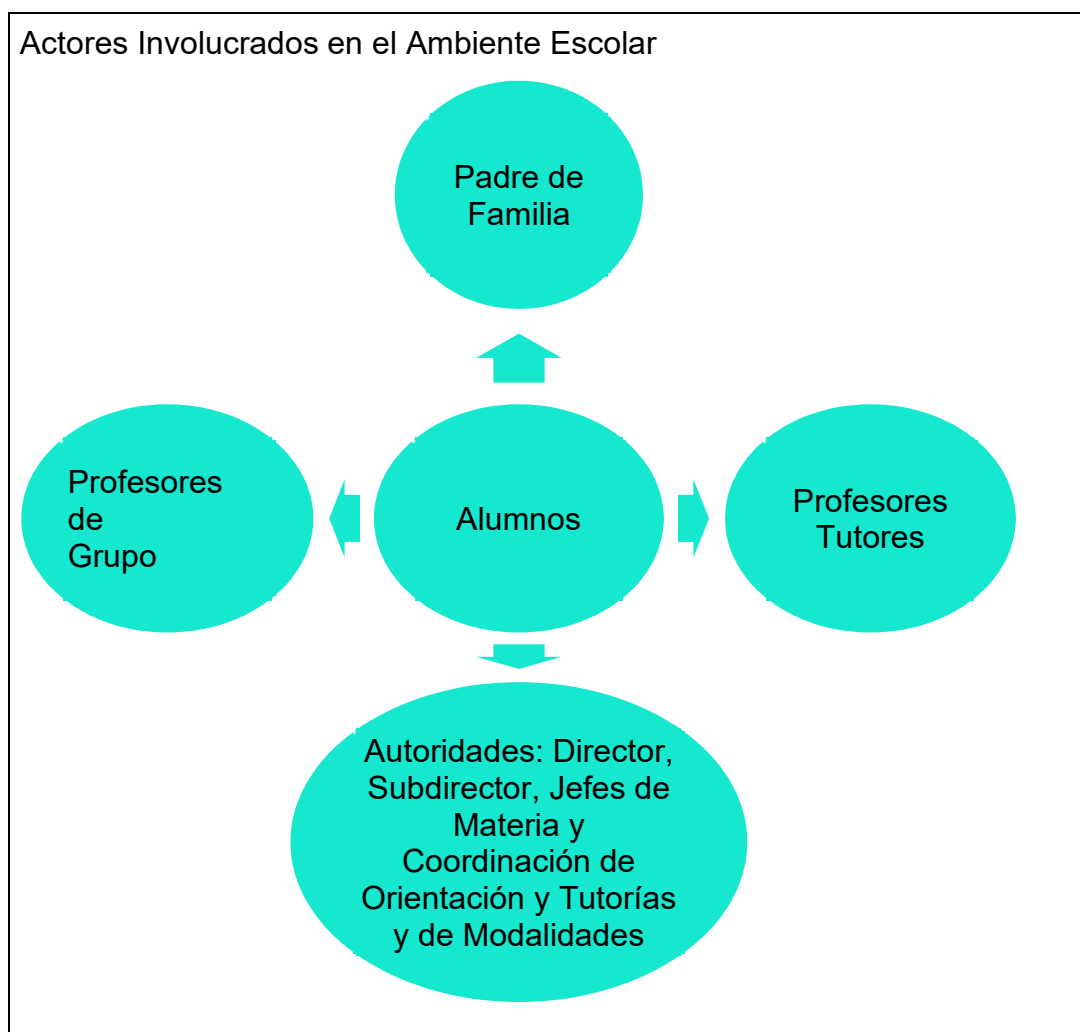 Actores Involucrados en el Ambiente Escolar
Padre de
Familia
Profesores
de
Grupo
Alumnos
Profesores
Tutores
Autoridades: Director,
Subdirector, Jefes de
Materia y
Coordinación de
Orientación y Tutorías
y de Modalidades